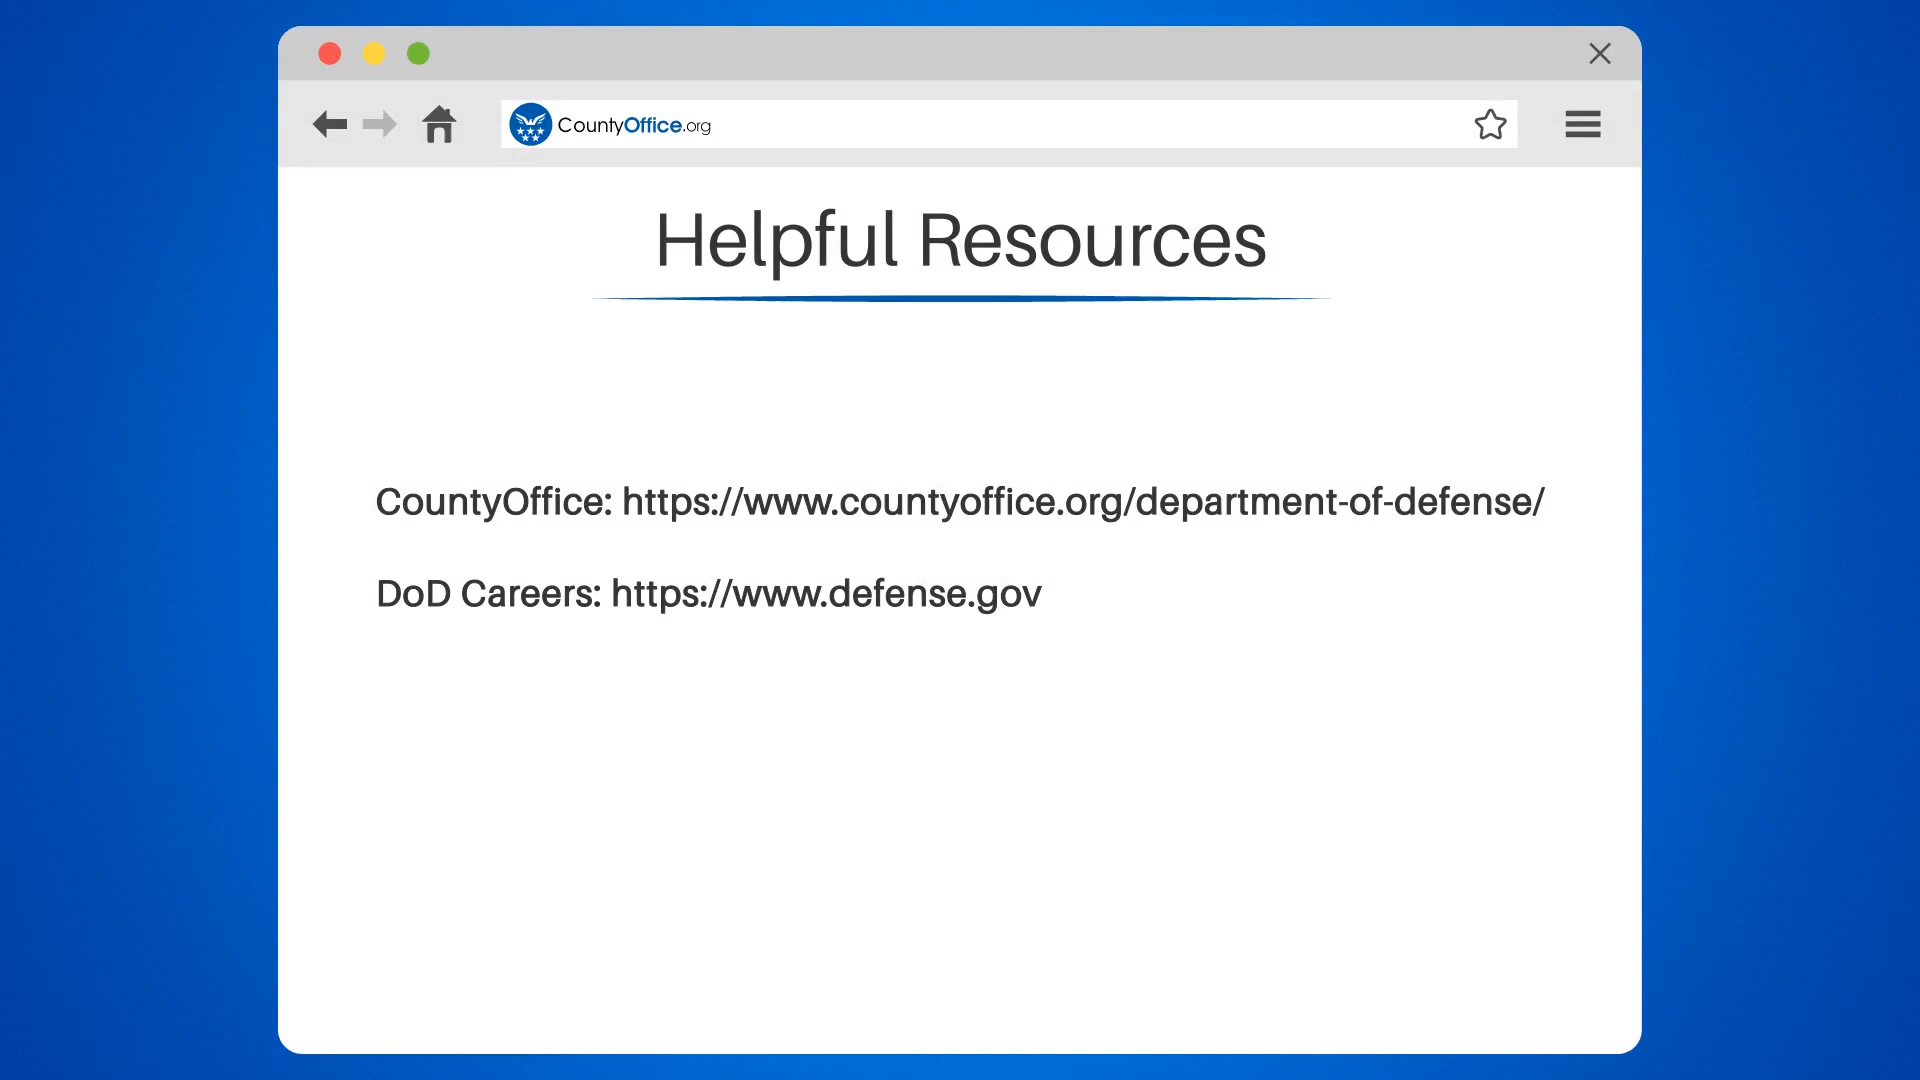 CountyOffice.org
Helpful Resources
CountyOffice: https://www.countyoffice.org/department-of-defense/
DoD Careers: https://www.defense.gov